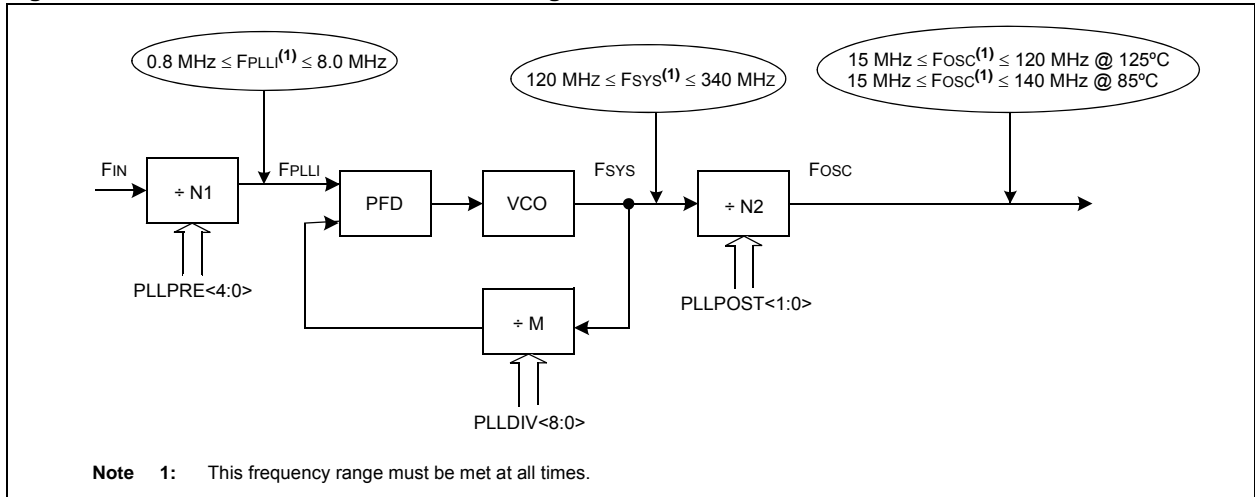 0.8 MHz ≤ FPLLI(1) ≤ 8.0 MHz
120 MHz ≤ FSYS(1) ≤ 340 MHz
15 MHz ≤ FOSC(1) ≤ 120 MHz @ 125ºC
15 MHz ≤ FOSC(1) ≤ 140 MHz @ 85ºC
FIN
÷ N1
FPLLI
PFD
VCO
FSYS
÷ N2
FOSC
PLLPRE<4:0>
PLLPOST<1:0>
÷ M
PLLDIV<8:0>
Note 1: This frequency range must be met at all times.